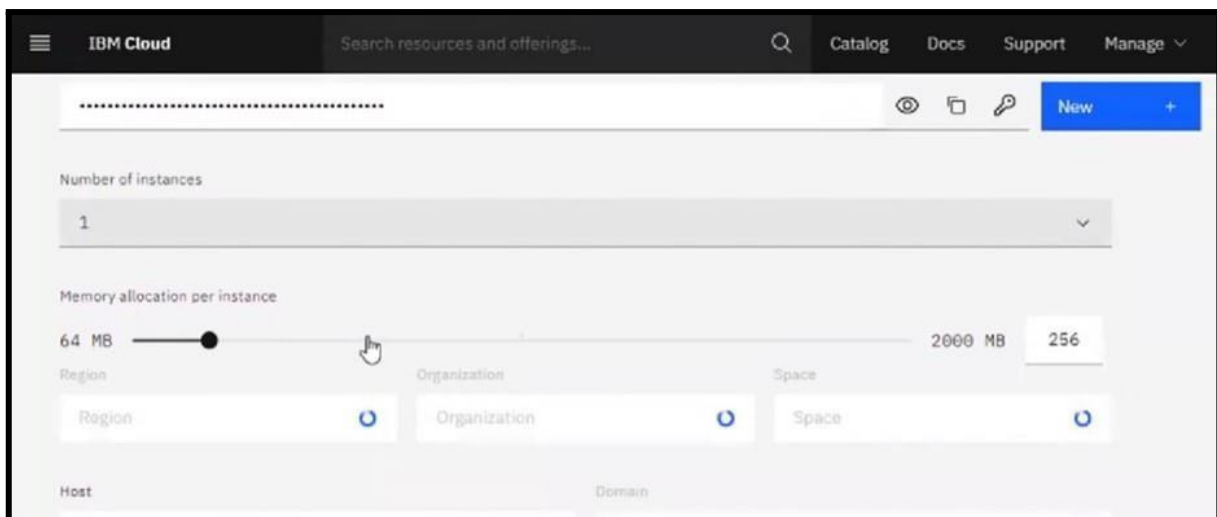 IBM Cloud Search resources and offerings... Catalog Docs Support Manage
••••••••••••••••••••••••••••••••••••••••••••
New +
Number of instances
1
Memory allocation per instance
64 MB 2000 MB 256
Region Organization Space
Region Organization Space
Host Domain